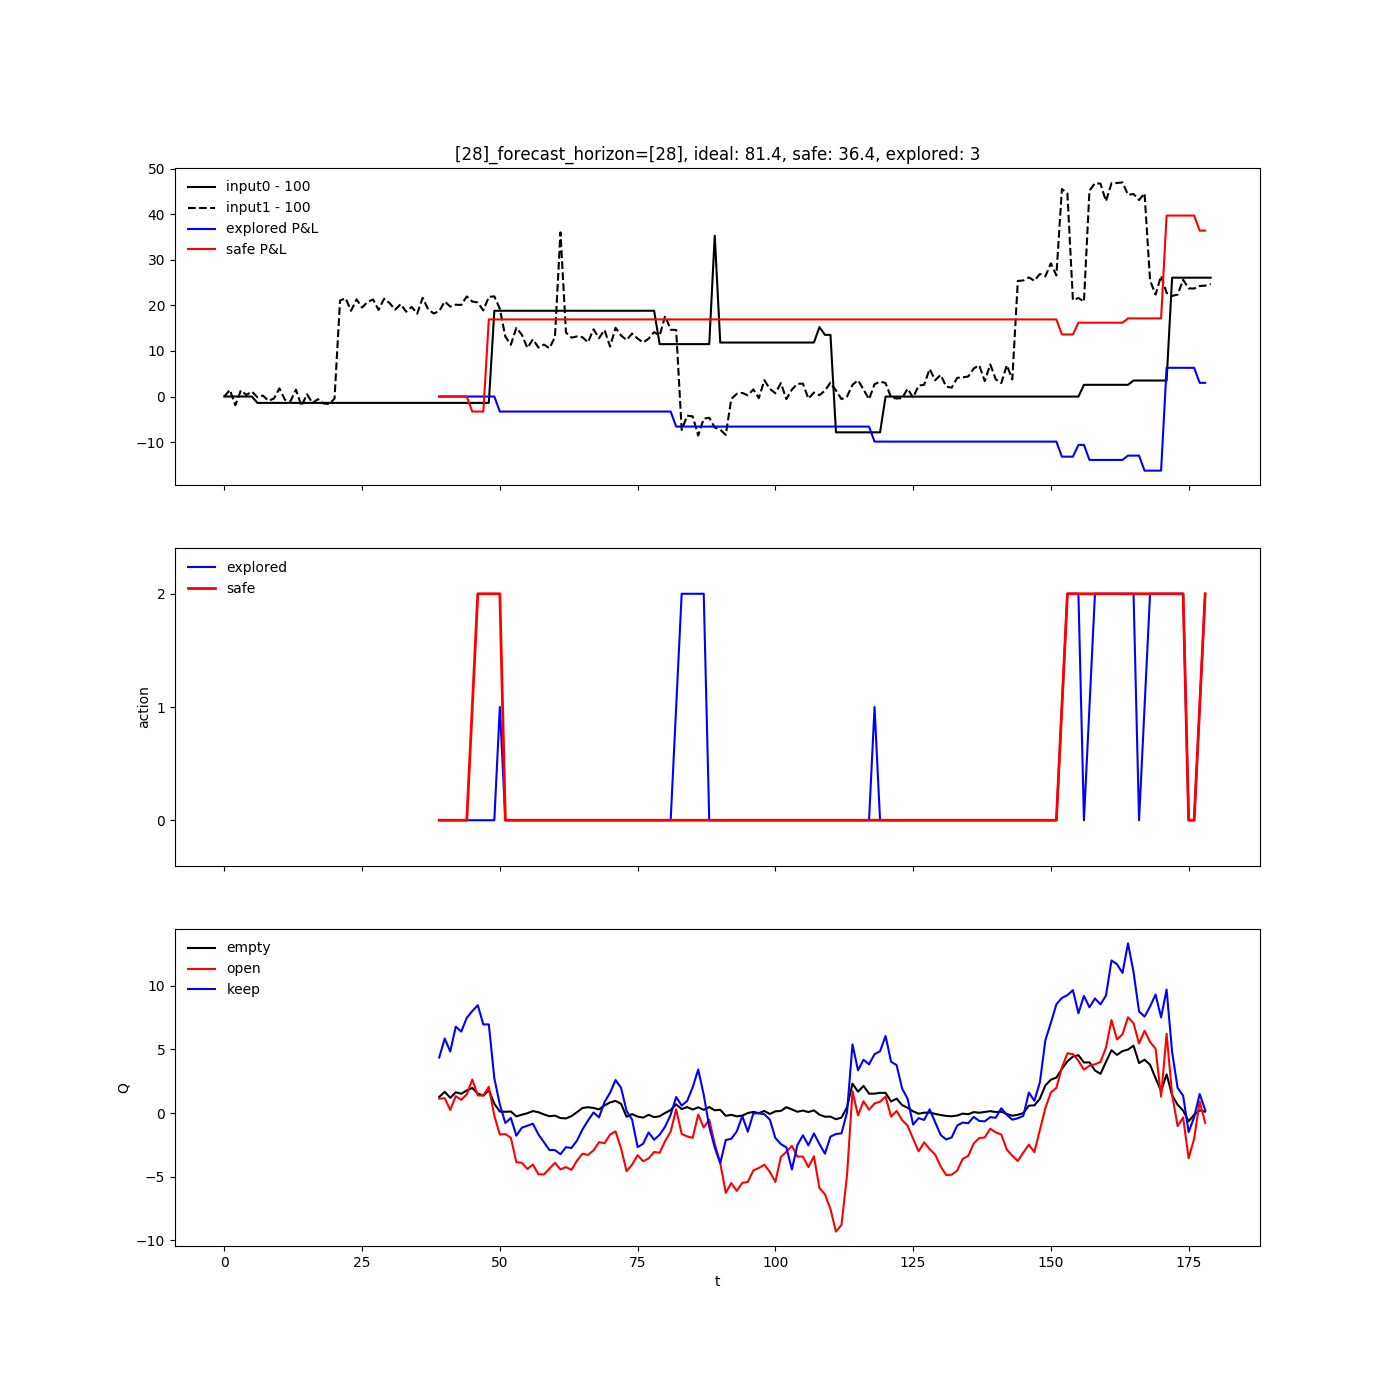 [28]_forecast_horizon=[28], ideal: 81.4, safe: 36.4, explored: 3
50
40
30
20
10
0
−10
input0 - 100
input1 - 100
explored P&L
safe P&L
2
1
0
action
explored
safe
10
5
0
−5
−10
Q
empty
open
keep
0 25 50 75 100 125 150 175
t